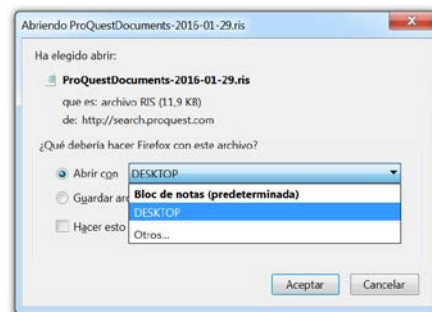 Abriendo ProQuestDocuments-2016-01-29.ris
Ha elegido abrir:
ProQuestDocuments-2016-01-29.ris
que es: archivo RIS (11,9 KB)
de: http://search.proquest.com
¿Qué debería hacer Firefox con este archivo?
Abrir con DESKTOP
Bloc de notas (predeterminada)
Guardar arc
DESKTOP
Hacer esto
Otros...
Aceptar Cancelar